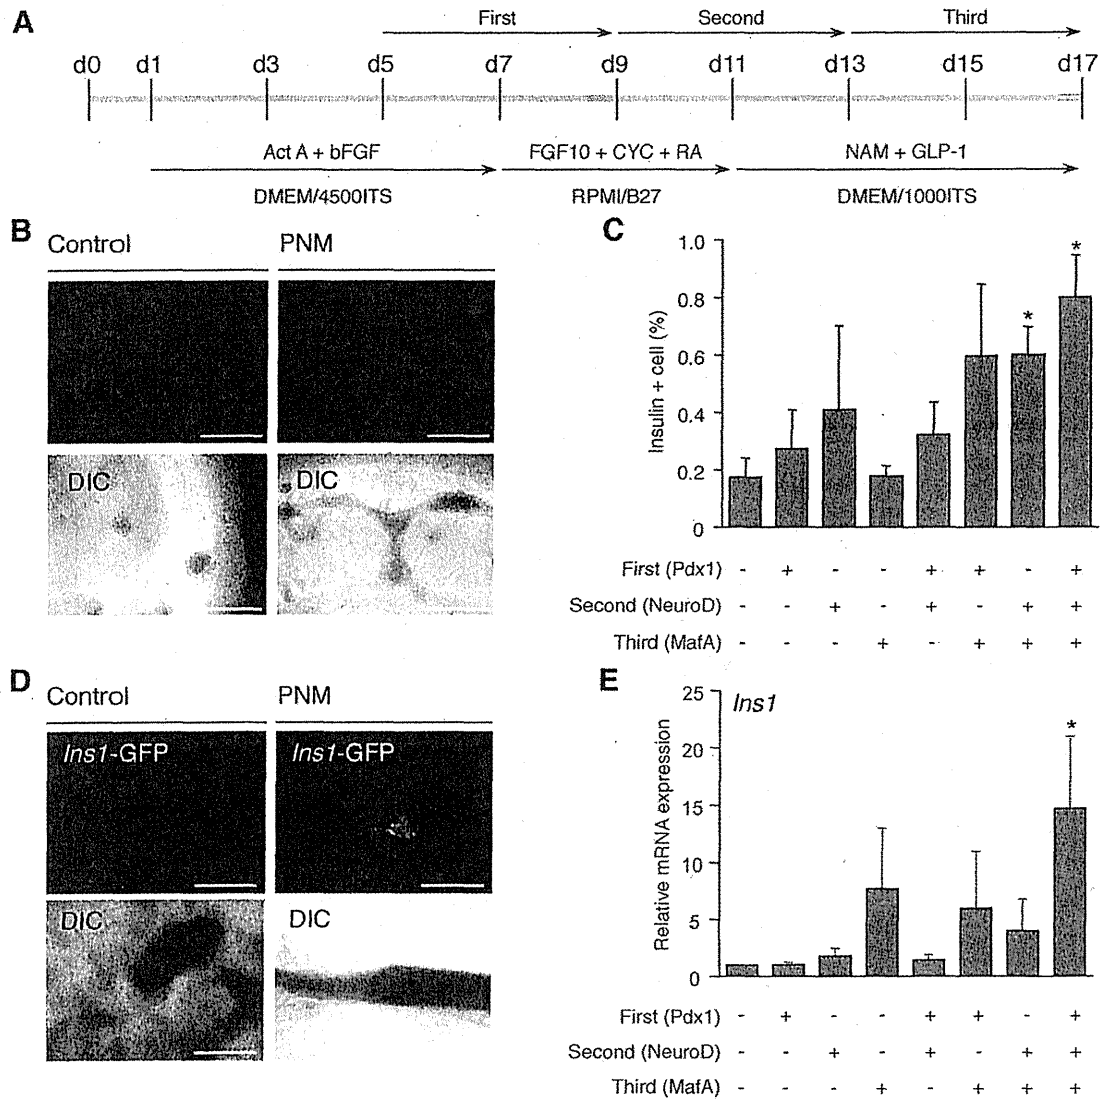 A
First Second Third
d0 d1 d3 d5 d7 d9 d11 d13 d15 d17
Act A + bFGF FGF10 + CYC + RA NAM + GLP-1
DMEM/4500ITS RPMI/B27 DMEM/1000ITS
B
Control PNM
DIC DIC
C
Insulin + cell (%)
1.0
0.8
0.6
0.4
0.2
0
* *
First (Pdx1) - + - - + + - +
Second (NeuroD) - - + - + - + +
Third (MafA) - - - + - + + +
D
Control PNM
Ins1-GFP Ins1-GFP
DIC DIC
E
Ins1
Relative mRNA expression
25
20
15
10
5
0
*
First (Pdx1) - + - - + + - +
Second (NeuroD) - - + - + - + +
Third (MafA) - - - + - + + +